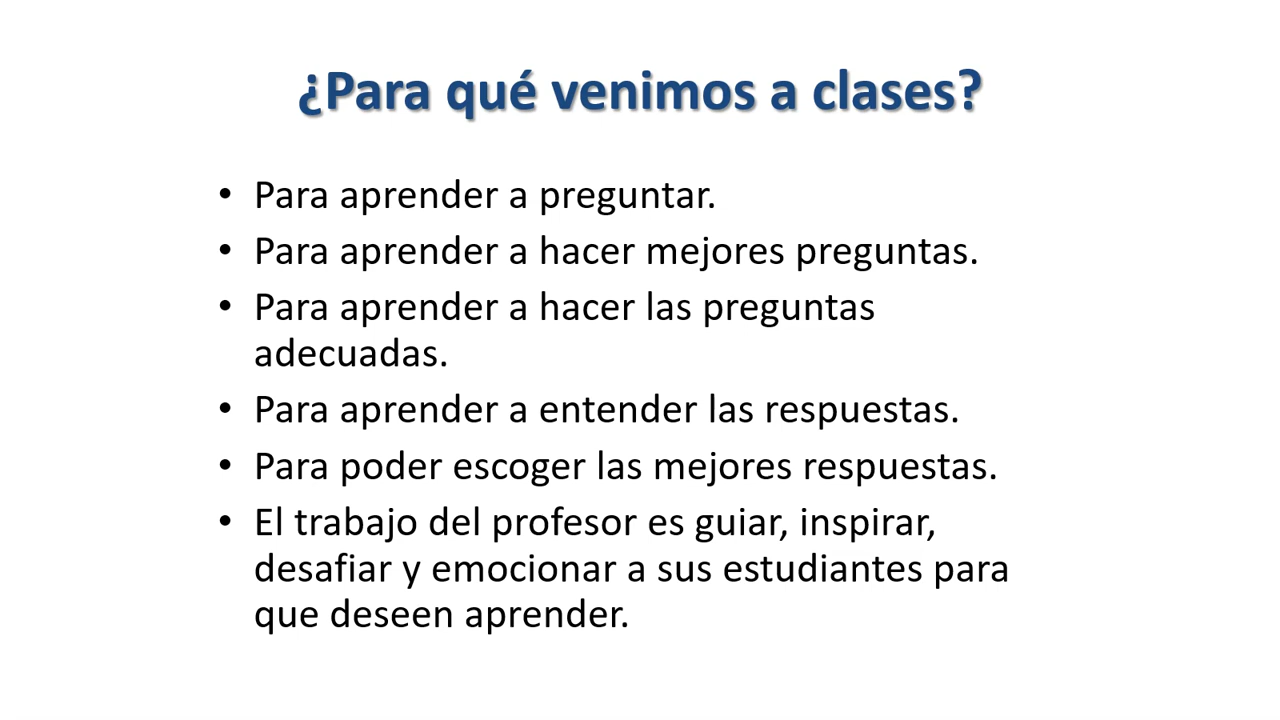 ¿Para qué venimos a clases?
• Para aprender a preguntar.
• Para aprender a hacer mejores preguntas.
• Para aprender a hacer las preguntas
adecuadas.
• Para aprender a entender las respuestas.
• Para poder escoger las mejores respuestas.
• El trabajo del profesor es guiar, inspirar,
desafiar y emocionar a sus estudiantes para
que deseen aprender.